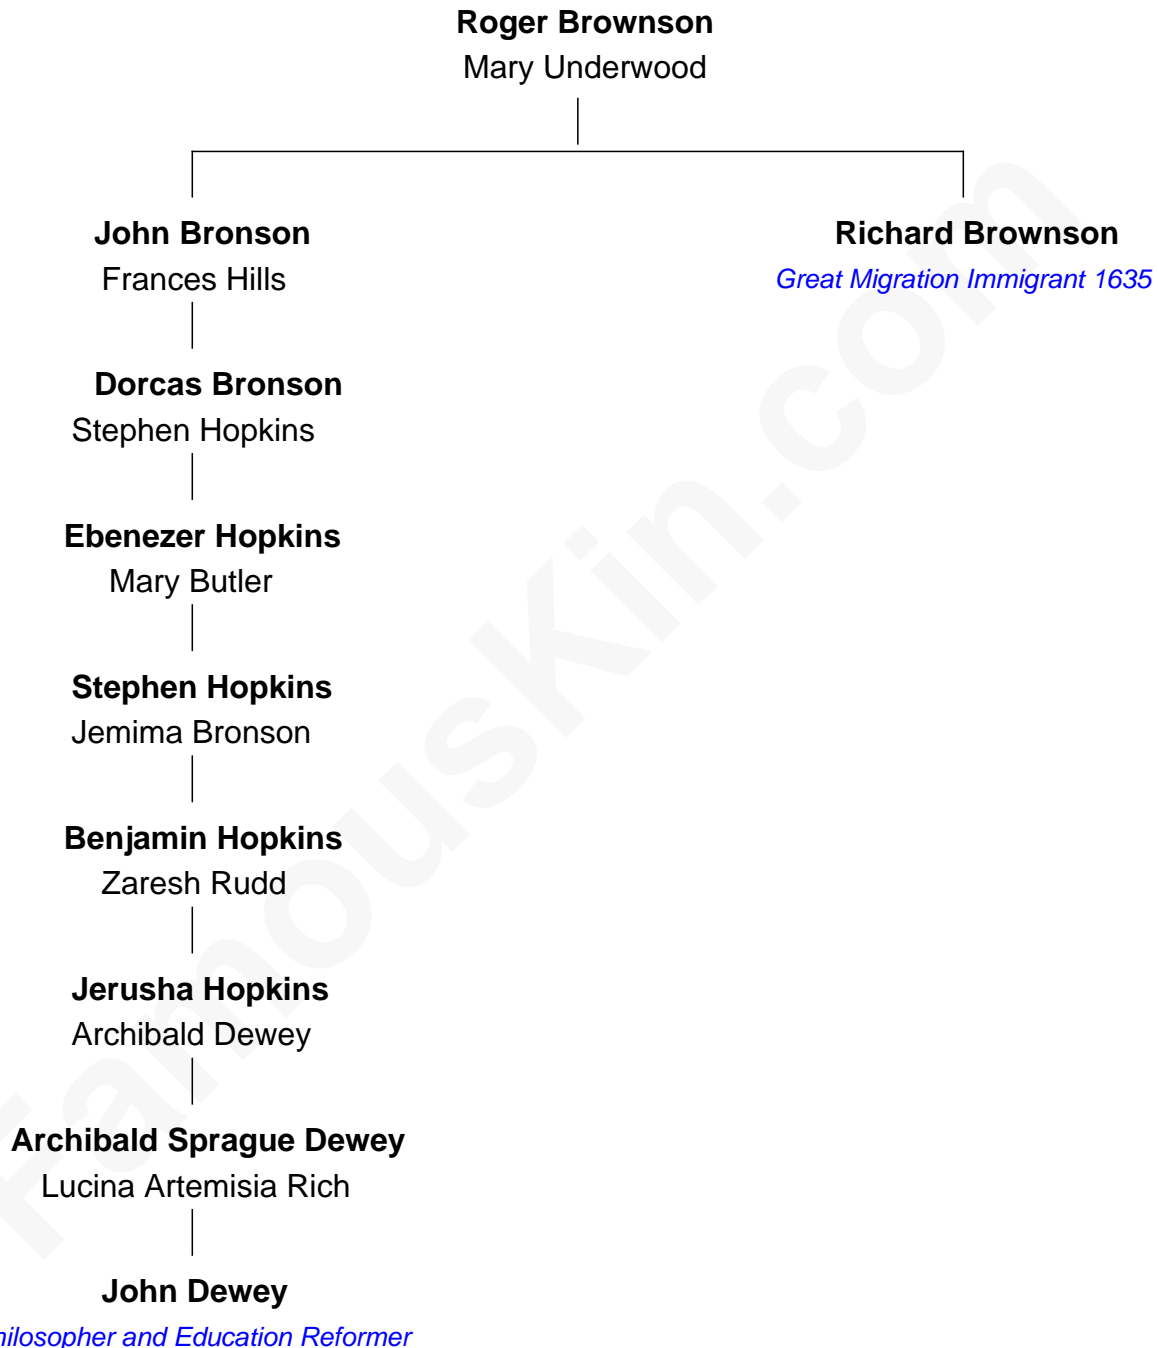 Roger Brownson
Mary Underwood
John Bronson
Frances Hills
Richard Brownson
Great Migration Immigrant 1635
Dorcas Bronson
Stephen Hopkins
Ebenezer Hopkins
Mary Butler
Stephen Hopkins
Jemima Bronson
Benjamin Hopkins
Zaresh Rudd
Jerusha Hopkins
Archibald Dewey
Archibald Sprague Dewey
Lucina Artemisia Rich
John Dewey
hilosopher and Education Reformer
FamousKin.com